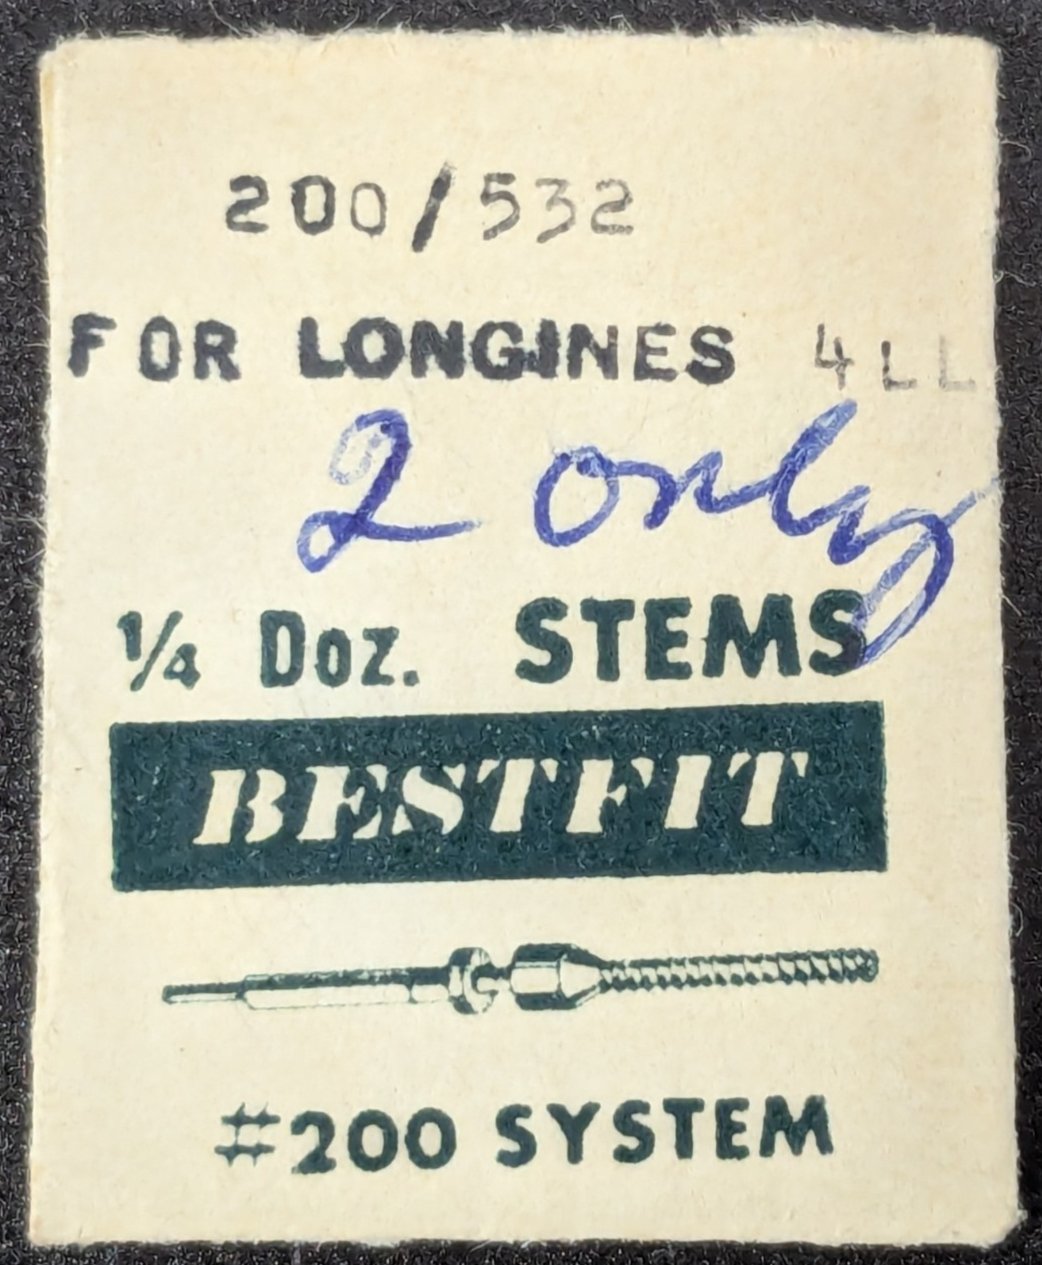 200/532
FOR LONGINES 4LL
2 only
1/4 DOZ. STEMS
BESTFIT
#200 SYSTEM